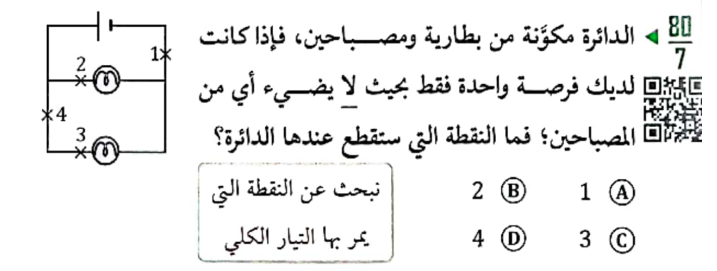 80
7
◄ الدائرة مكوَّنة من بطارية ومصباحين، فإذا كانت
لديك فرصة واحدة فقط بحيث لا يضيء أي من
المصباحين؛ فما النقطة التي ستقطع عندها الدائرة؟
A 1
B 2
C 3
D 4
نبحث عن النقطة التي
يمر بها التيار الكلي
1
2
4
3